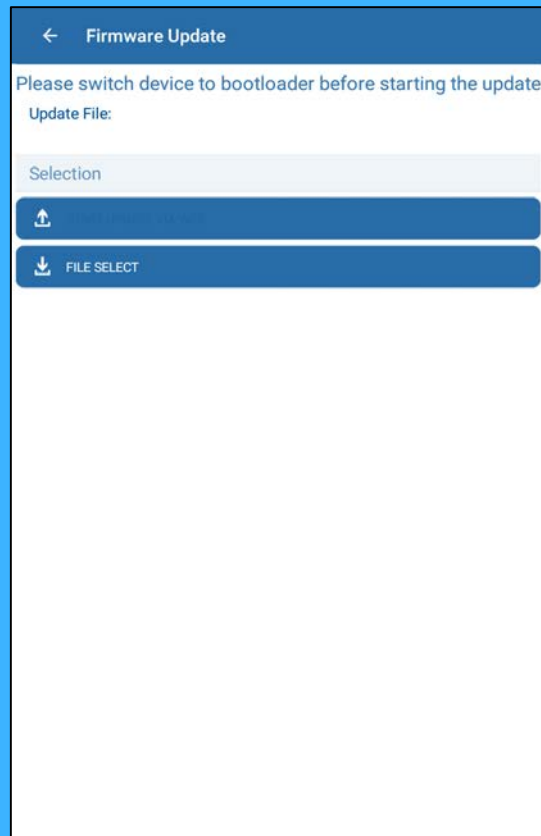 Firmware Update
Please switch device to bootloader before starting the update
Update File:
Selection
FILE SELECT